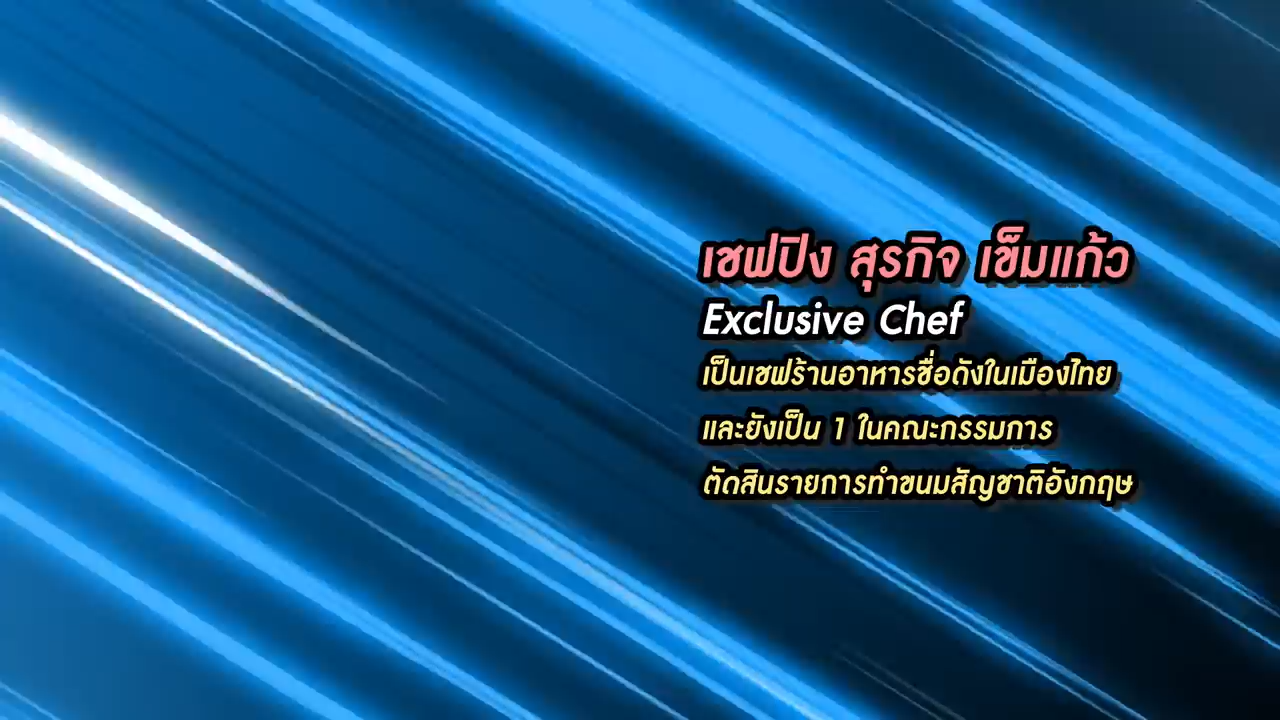 เชฟปิง สุรกิจ เข็มแก้ว
Exclusive Chef
เป็นเชฟร้านอาหารชื่อดังในเมืองไทย
และยังเป็น 1 ในคณะกรรมการ
ตัดสินรายการทำขนมสัญชาติอังกฤษ